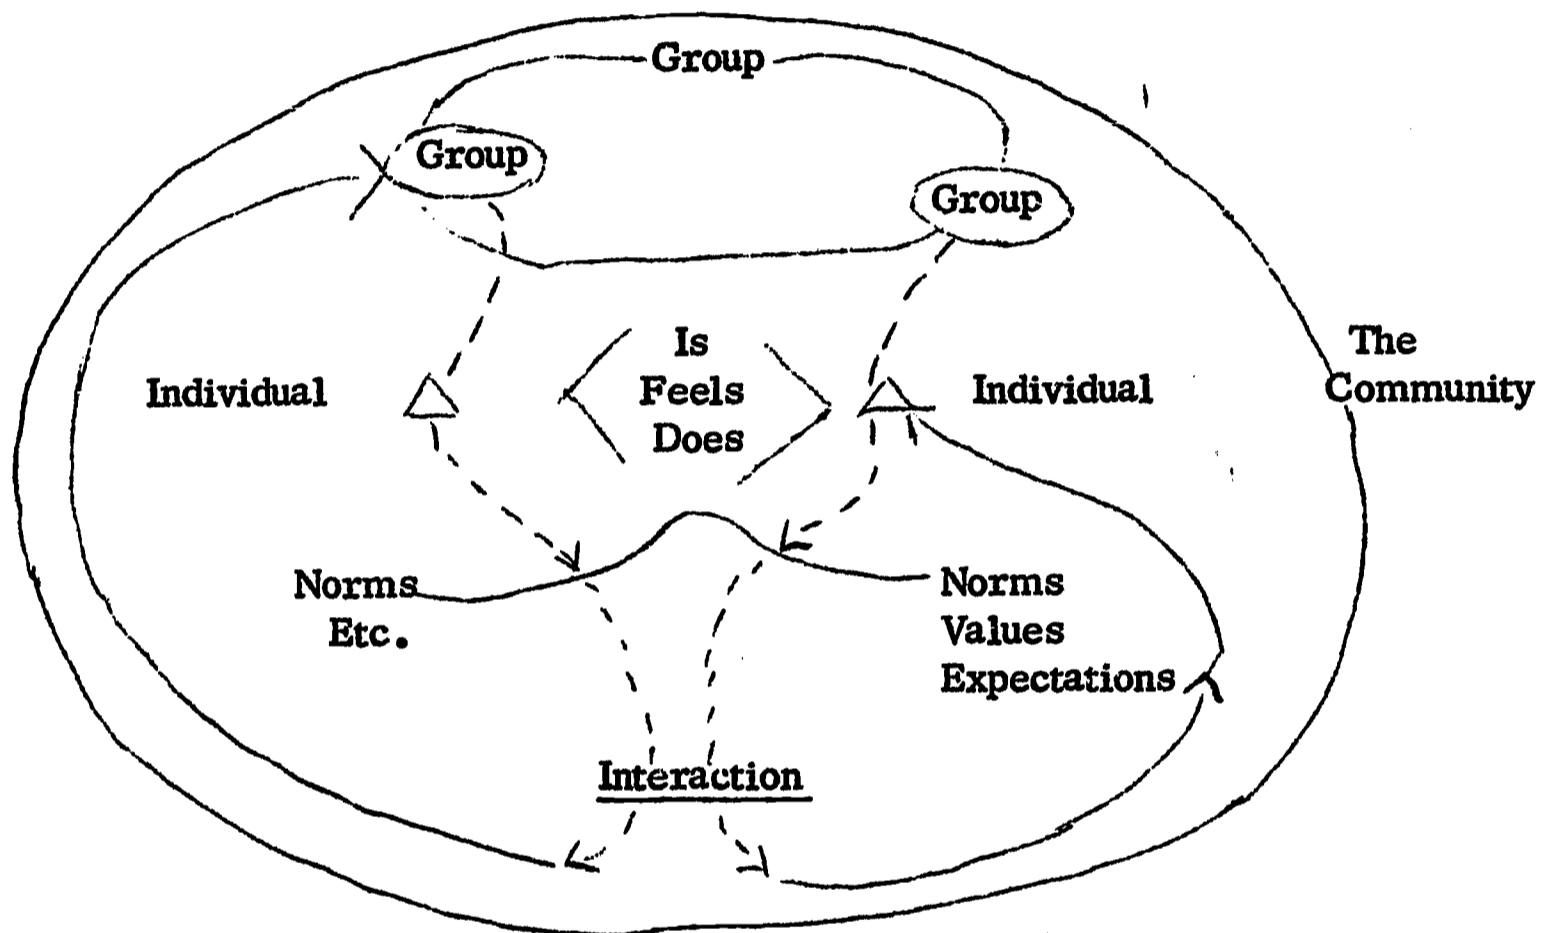 Group
Group
Group
Is
Feels
Does
Individual
Individual
The
Community
Norms
Etc.
Norms
Values
Expectations
Interaction